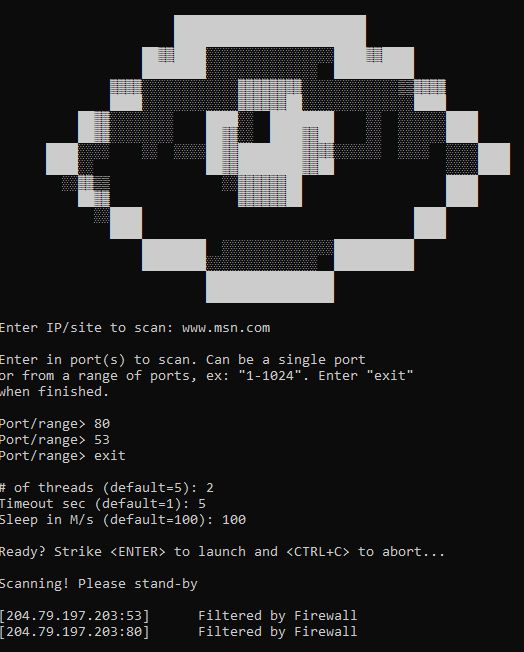 Enter IP/site to scan: www.msn.com
Enter in port(s) to scan. Can be a single port
or from a range of ports, ex: "1-1024". Enter "exit"
when finished.
Port/range> 80
Port/range> 53
Port/range> exit
# of threads (default=5): 2
Timeout sec (default=1): 5
Sleep in M/s (default=100): 100
Ready? Strike <ENTER> to launch and <CTRL+C> to abort...
Scanning! Please stand-by
[204.79.197.203:53]      Filtered by Firewall
[204.79.197.203:80]      Filtered by Firewall